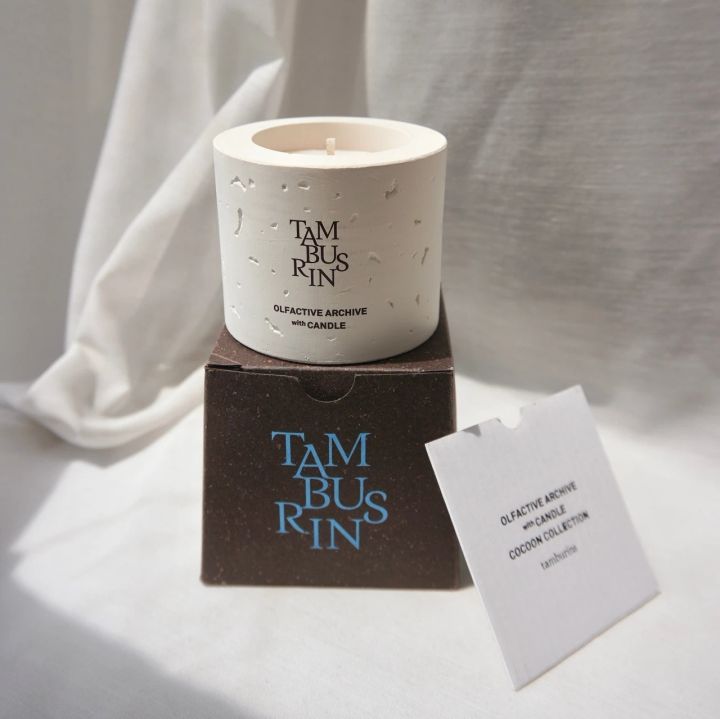 TAM
BUS
RIN
OLFACTIVE ARCHIVE
with CANDLE
TAM
BUS
RIN
OLFACTIVE ARCHIVE
with CANDLE
COCOON COLLECTION
tamburins